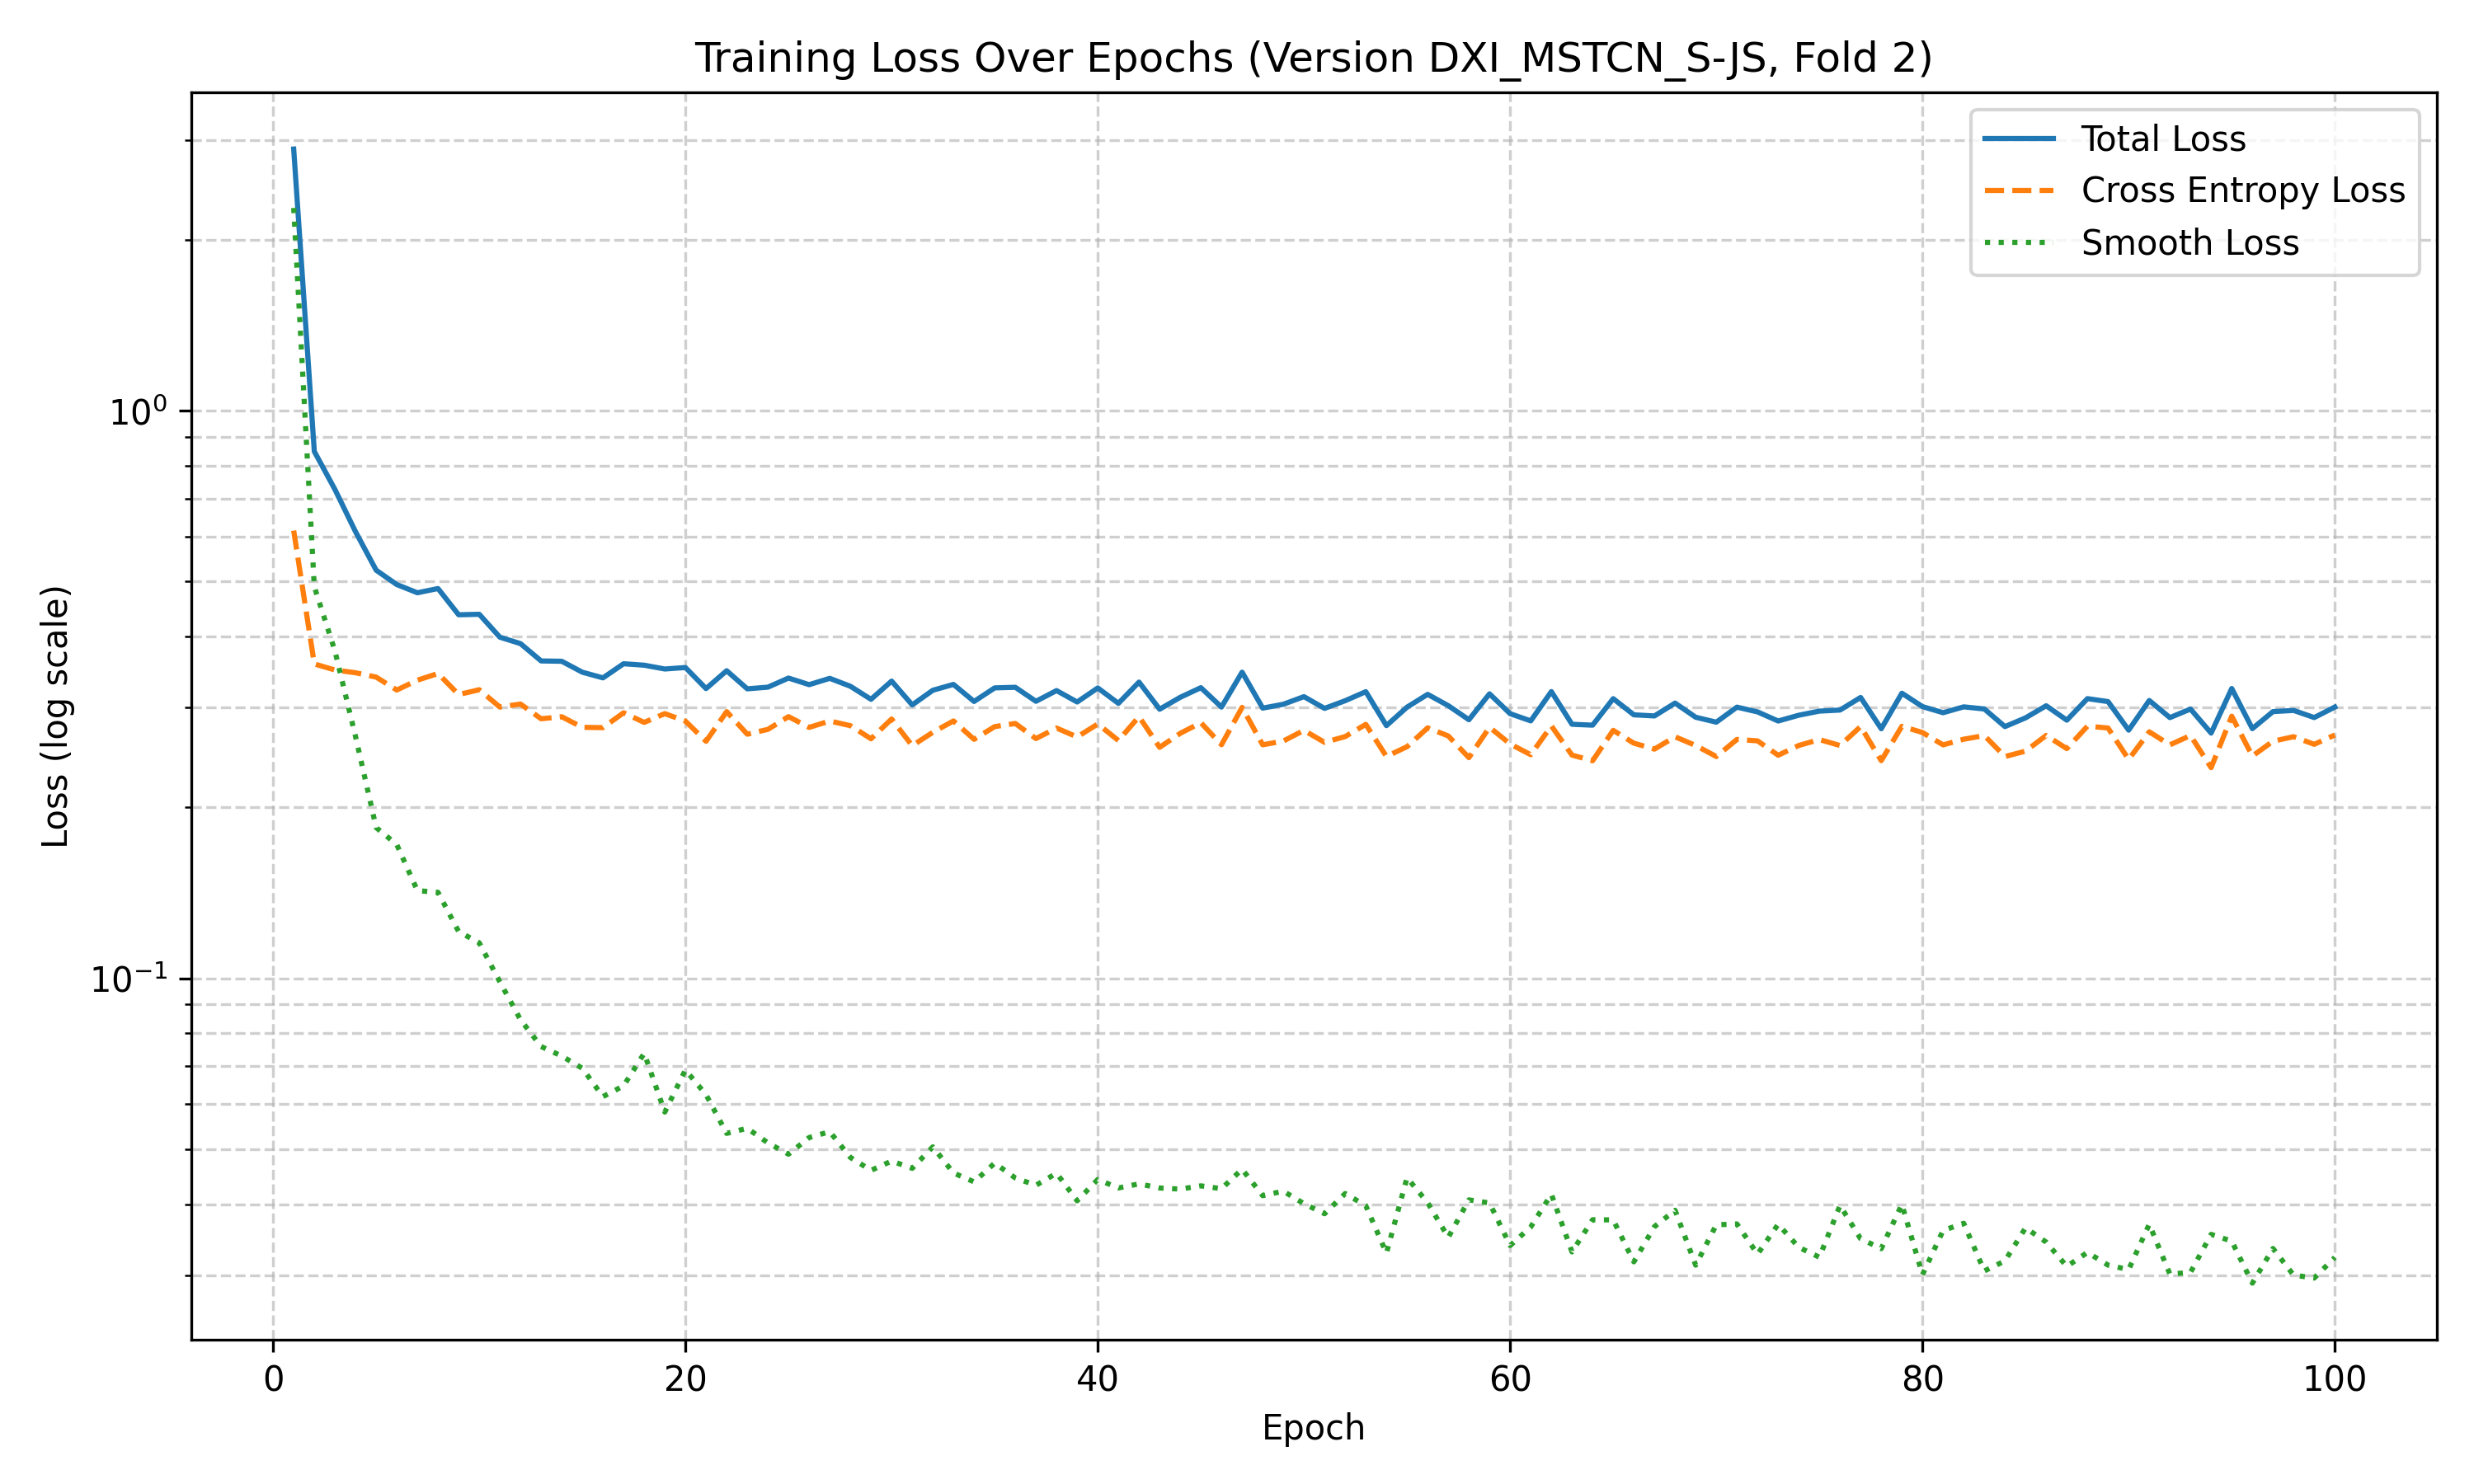 Training Loss Over Epochs (Version DXI_MSTCN_S-JS, Fold 2)
Total Loss
Cross Entropy Loss
Smooth Loss
Loss (log scale)
10⁰
10⁻¹
0 20 40 60 80 100
Epoch